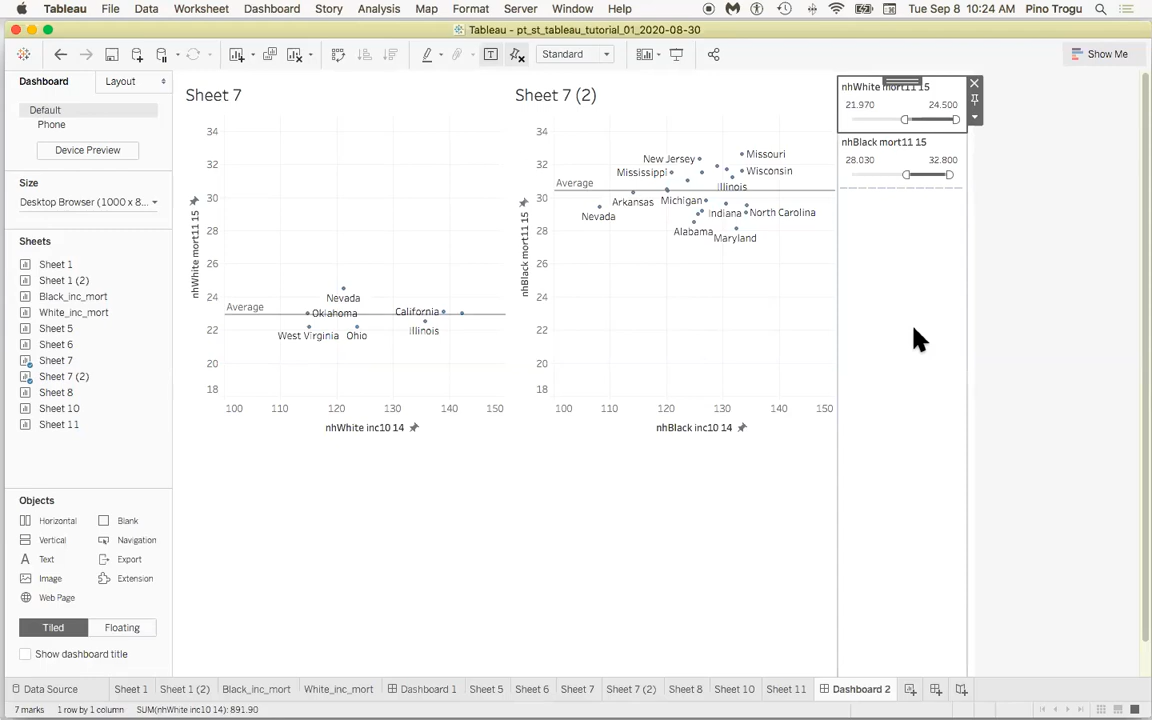 Tableau File Data Worksheet Dashboard Story Analysis Map Format Server Window Help Tue Sep 8 10:24 AM Pino Trogu
Tableau - pt_st_tableau_tutorial_01_2020-08-30
Standard Show Me
Dashboard Layout
Default
Phone
Device Preview
Size
Desktop Browser (1000 x 8...
Sheets
Sheet 1
Sheet 1 (2)
Black_inc_mort
White_inc_mort
Sheet 5
Sheet 6
Sheet 7
Sheet 7 (2)
Sheet 8
Sheet 10
Sheet 11
Objects
Horizontal Blank
Vertical Navigation
Text Export
Image Extension
Web Page
Tiled Floating
Show dashboard title
Sheet 7
34
32
30
28
26
24
22
20
18
nhWhite mort11 15
Average
Nevada
Oklahoma
California
West Virginia
Ohio
Illinois
100 110 120 130 140 150
nhWhite inc10 14
Sheet 7 (2)
34
32
30
28
26
24
22
20
18
nhBlack mort11 15
Average
New Jersey
Missouri
Mississippi
Wisconsin
Illinois
Arkansas
Michigan
Nevada
Indiana
North Carolina
Alabama
Maryland
100 110 120 130 140 150
nhBlack inc10 14
nhWhite mort11 15
21.970 24.500
nhBlack mort11 15
28.030 32.800
Data Source Sheet 1 Sheet 1 (2) Black_inc_mort White_inc_mort Dashboard 1 Sheet 5 Sheet 6 Sheet 7 Sheet 7 (2) Sheet 8 Sheet 10 Sheet 11 Dashboard 2
7 marks 1 row by 1 column SUM(nhWhite inc10 14): 891.90